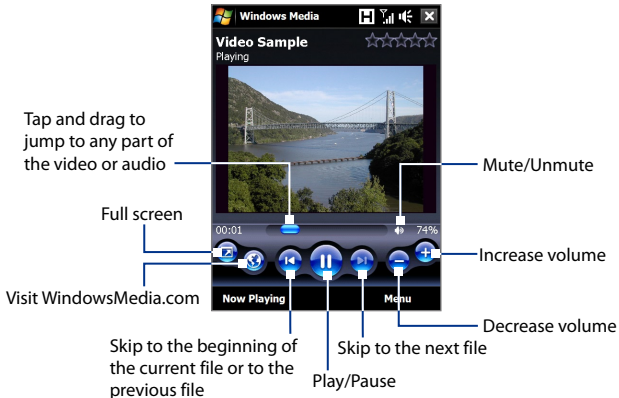 Windows Media
Video Sample
Playing
Tap and drag to
jump to any part of
the video or audio
Mute/Unmute
Full screen
00:01
74%
Increase volume
Visit WindowsMedia.com
Now Playing
Menu
Decrease volume
Skip to the beginning of
the current file or to the
previous file
Skip to the next file
Play/Pause